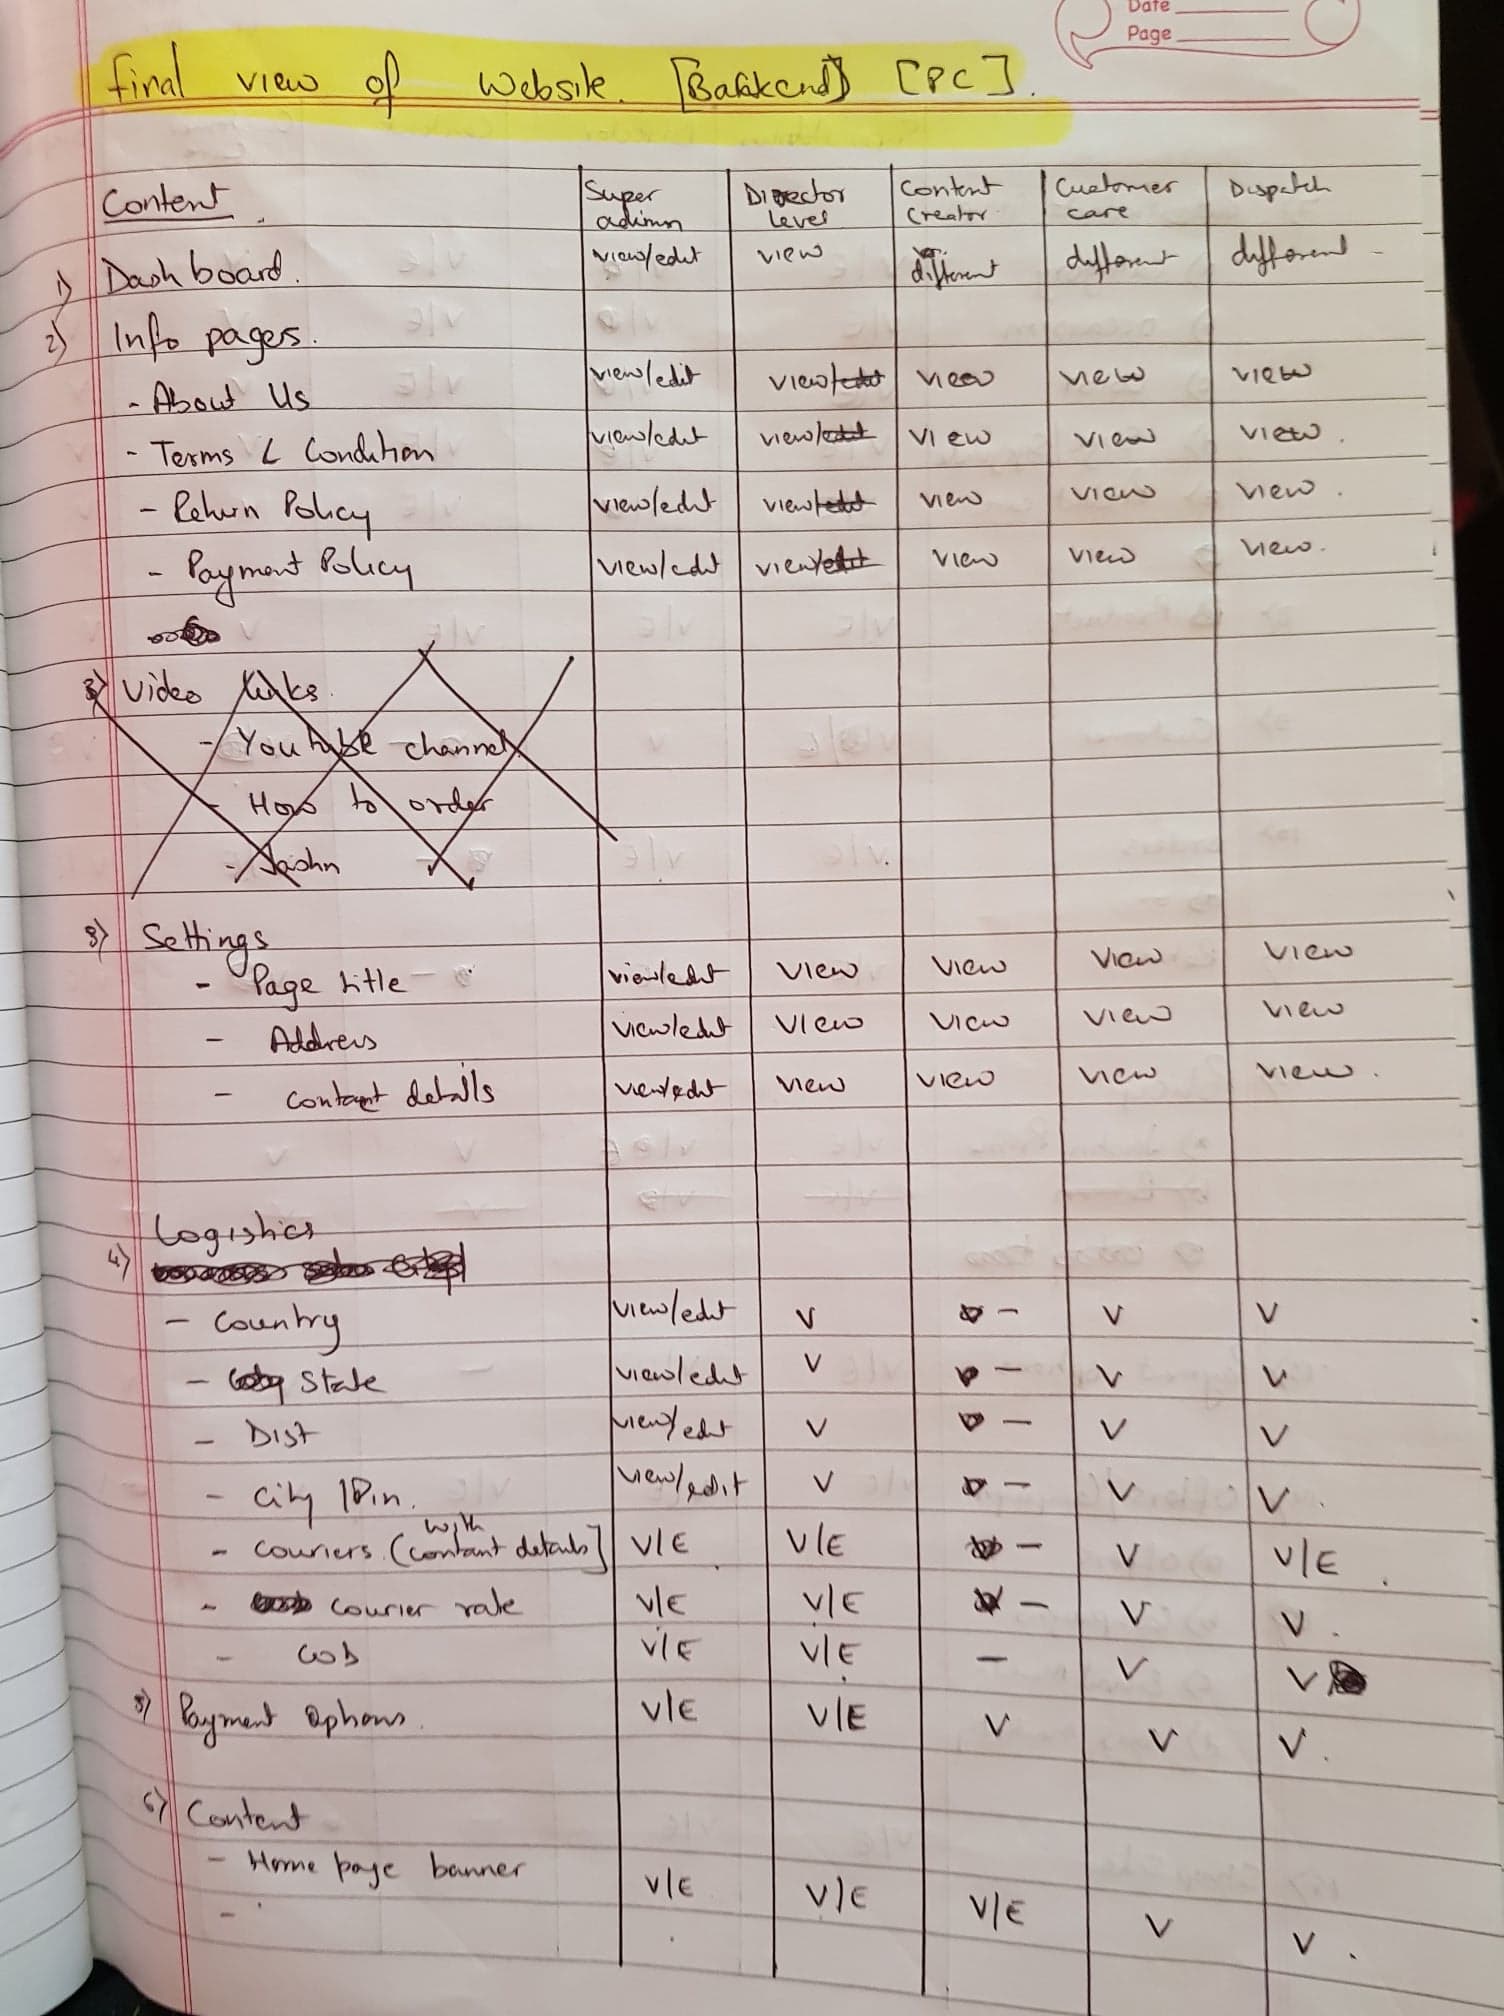 Date
Page
Final view of Website. [Backend] [PC].
Content Super admin Director level Content Creator Customer care Dispatch
1) Dashboard. view/edit view different different different
2) Info pages.
- About Us view/edit view/edit view view view
- Terms & Condition view/edit view/edit view view view.
- Return Policy view/edit view/edit view view view.
- Payment Policy view/edit view/edit view view view.
3) Video links.
- Youtube channel
- How to order
- Jashn
3) Settings
- Page title view/edit view view view view
- Address view/edit view view view view
- contact details view/edit view view view view.
4) Logistics
- Country view/edit V - V V
- State view/edit V - V V
- Dist view/edit V - V V
- City / Pin. view/edit V - V V.
- Couriers (with contant details] V/E V/E - V V/E.
- Courier rate V/E V/E - V V.
- COD V/E V/E - V V
5) Payment Options. V/E V/E V V V.
6) Content
- Home page banner V/E V/E V/E V V.
-